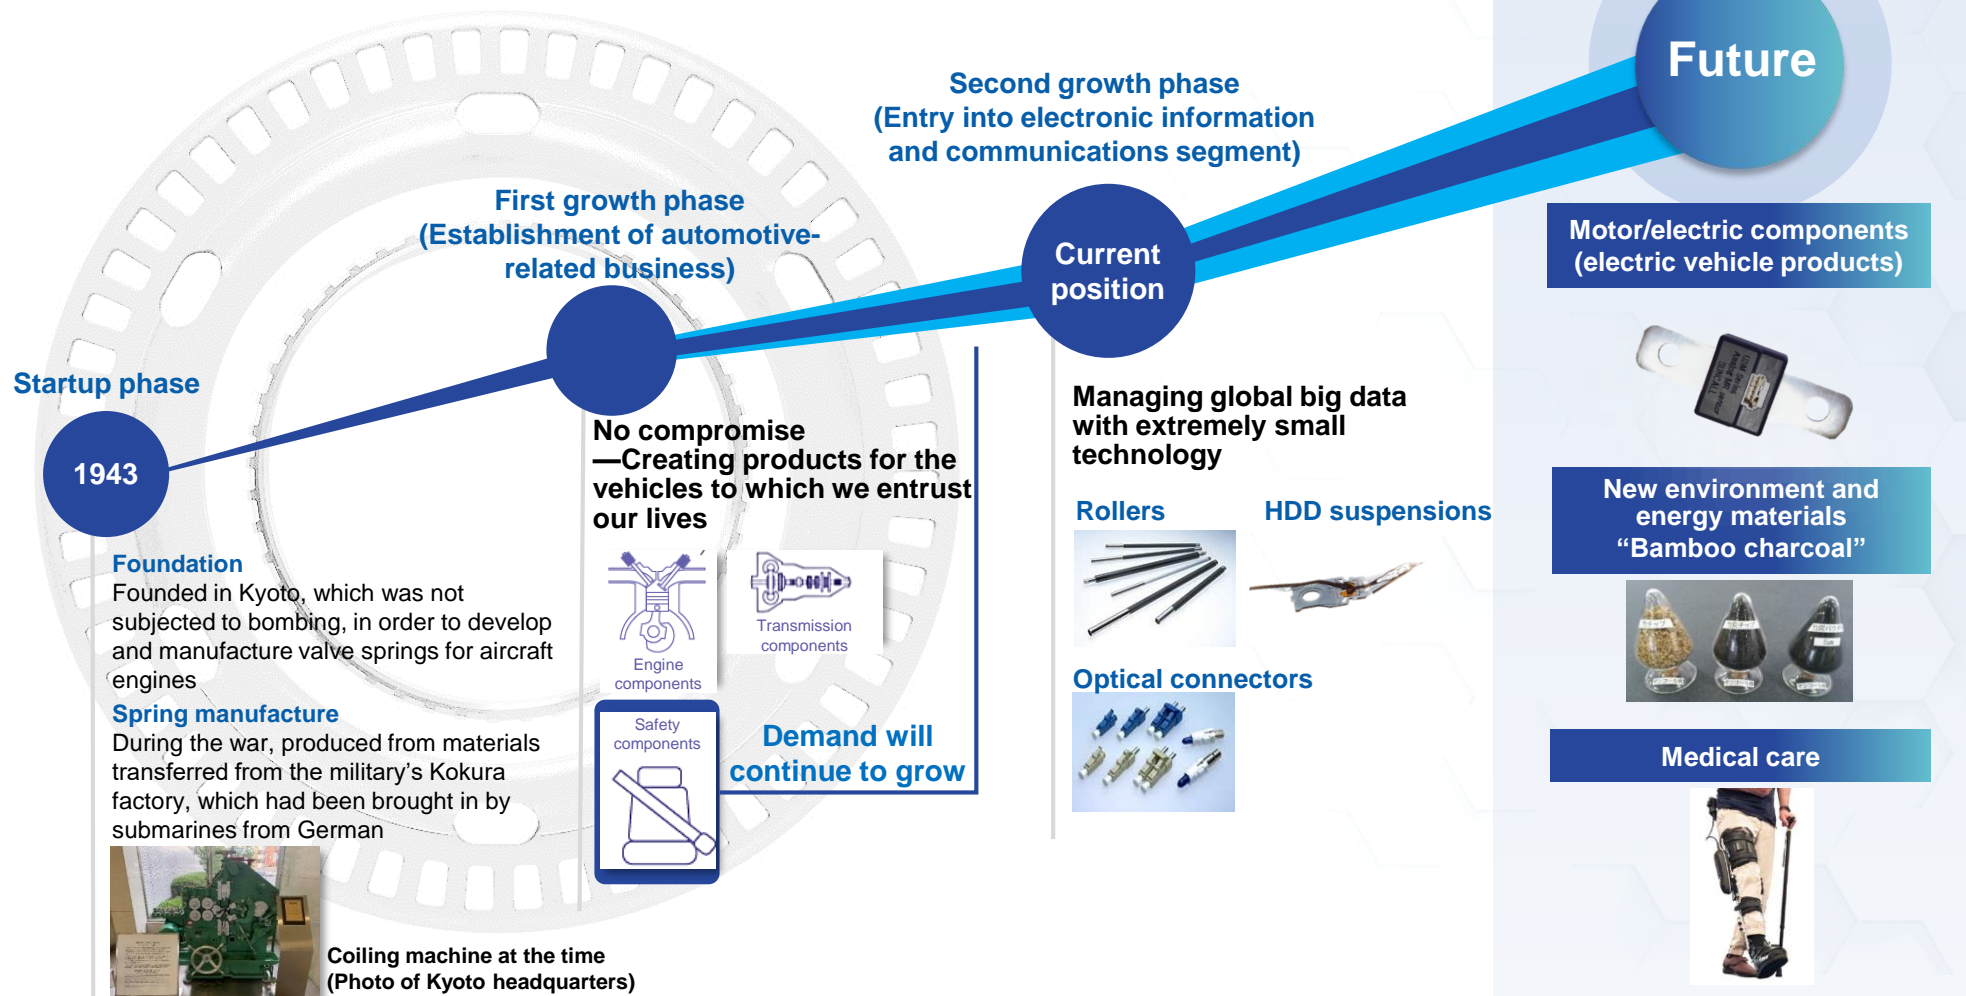 Future
Second growth phase
(Entry into electronic information
and communications segment)
First growth phase
(Establishment of automotive-
related business)
Current
position
Startup phase
1943
Foundation
Founded in Kyoto, which was not
subjected to bombing, in order to develop
and manufacture valve springs for aircraft
engines
Spring manufacture
During the war, produced from materials
transferred from the military's Kokura
factory, which had been brought in by
submarines from German
Coiling machine at the time
(Photo of Kyoto headquarters)
No compromise
—Creating products for the
vehicles to which we entrust
our lives
Engine
components
Transmission
components
Safety
components
Demand will
continue to grow
Managing global big data
with extremely small
technology
Rollers
HDD suspensions
Optical connectors
Motor/electric components
(electric vehicle products)
SUNCALL
New environment and
energy materials
“Bamboo charcoal”
Medical care